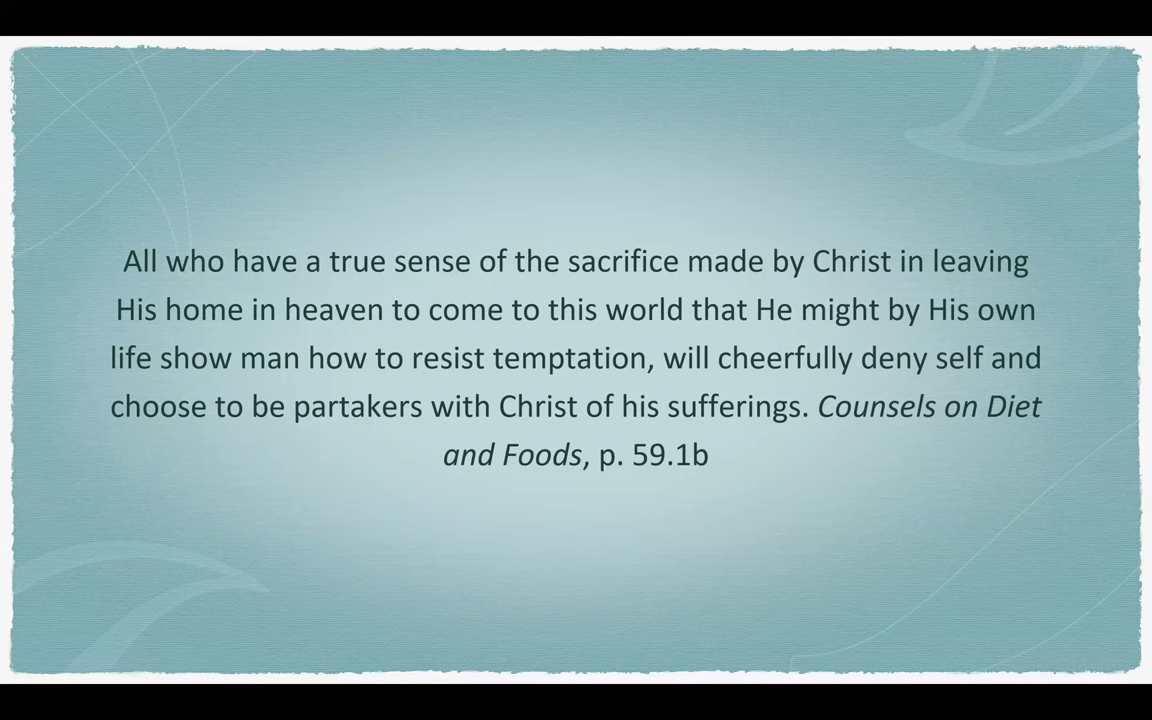 All who have a true sense of the sacrifice made by Christ in leaving
His home in heaven to come to this world that He might by His own
life show man how to resist temptation, will cheerfully deny self and
choose to be partakers with Christ of his sufferings. Counsels on Diet
and Foods, p. 59.1b